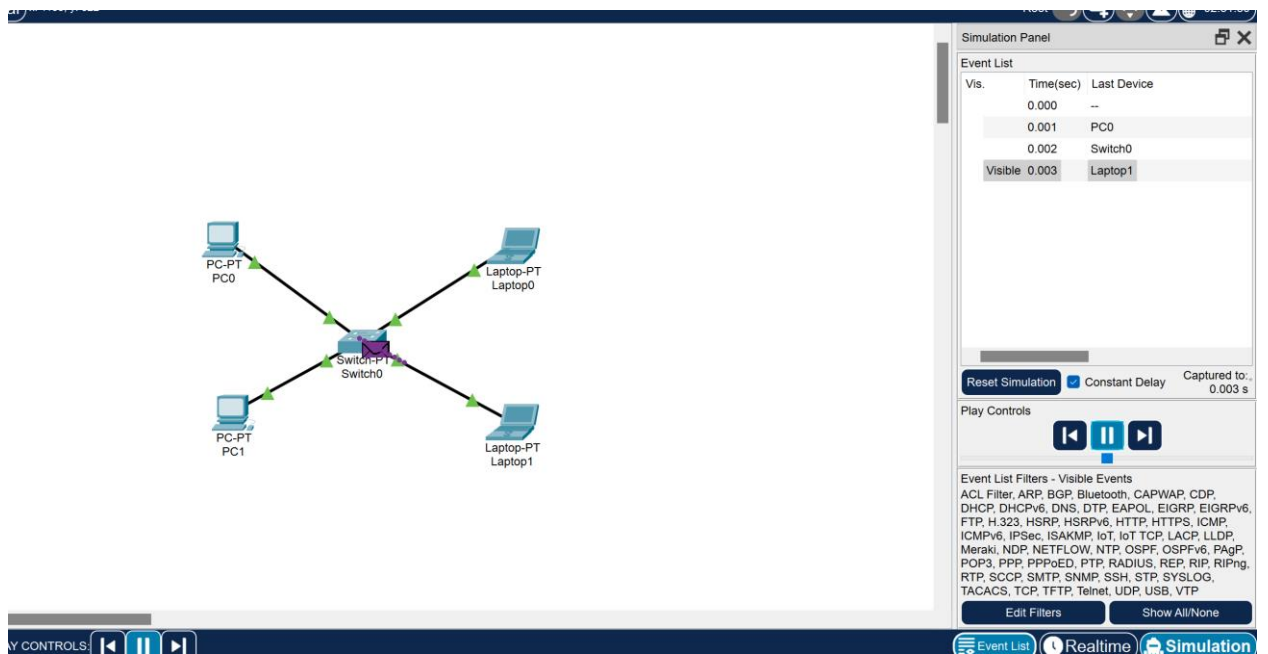 Simulation Panel
Event List
Vis. Time(sec) Last Device
0.000 --
0.001 PC0
0.002 Switch0
Visible 0.003 Laptop1
PC-PT
PC0
Laptop-PT
Laptop0
Switch-PT
Switch0
PC-PT
PC1
Laptop-PT
Laptop1
Reset Simulation Constant Delay Captured to:
0.003 s
Play Controls
Event List Filters - Visible Events
ACL Filter, ARP, BGP, Bluetooth, CAPWAP, CDP,
DHCP, DHCPv6, DNS, DTP, EAPOL, EIGRP, EIGRPv6,
FTP, H.323, HSRP, HSRPv6, HTTP, HTTPS, ICMP,
ICMPv6, IPSec, ISAKMP, IoT, IoT TCP, LACP, LLDP,
Meraki, NDP, NETFLOW, NTP, OSPF, OSPFv6, PAgP,
POP3, PPP, PPPoED, PTP, RADIUS, REP, RIP, RIPng,
RTP, SCCP, SMTP, SNMP, SSH, STP, SYSLOG,
TACACS, TCP, TFTP, Telnet, UDP, USB, VTP
Edit Filters Show All/None
AY CONTROLS: Event List Realtime Simulation